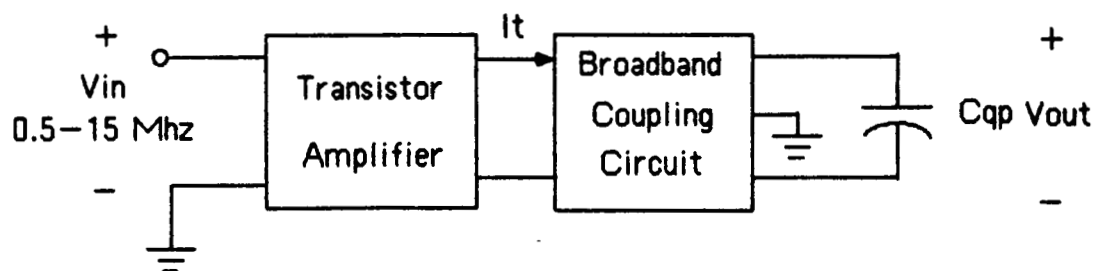 +
Vin
0.5-15 Mhz
-
Transistor
Amplifier
It
Broadband
Coupling
Circuit
Cqp Vout
+
-